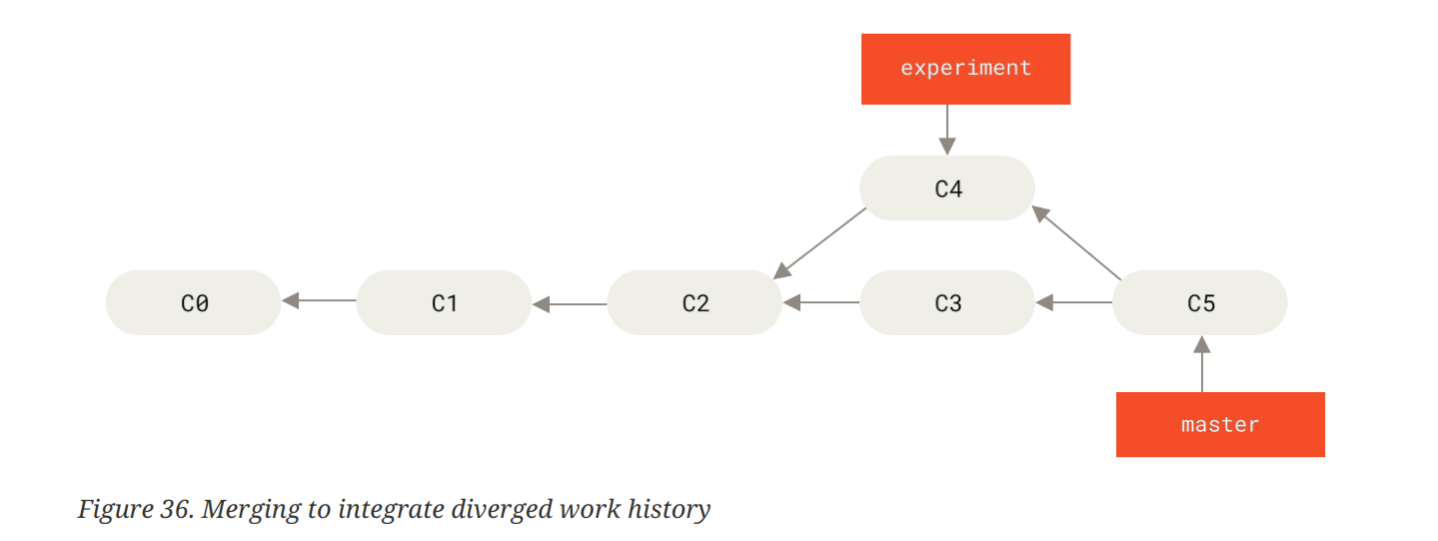 experiment
C4
C0
C1
C2
C3
C5
master
Figure 36. Merging to integrate diverged work history